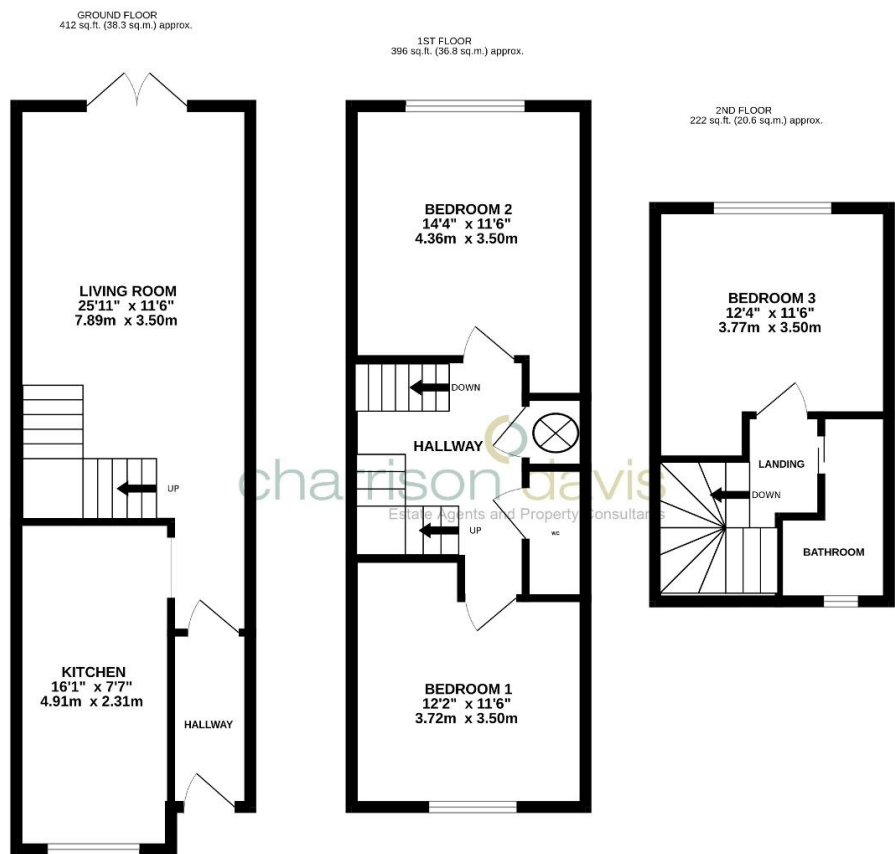 GROUND FLOOR
412 sq.ft. (38.3 sq.m.) approx.
LIVING ROOM
25'11" x 11'6"
7.89m x 3.50m
UP
KITCHEN
16'1" x 7'7"
4.91m x 2.31m
HALLWAY
1ST FLOOR
396 sq.ft. (36.8 sq.m.) approx.
BEDROOM 2
14'4" x 11'6"
4.36m x 3.50m
DOWN
HALLWAY
UP
WC
BEDROOM 1
12'2" x 11'6"
3.72m x 3.50m
2ND FLOOR
222 sq.ft. (20.6 sq.m.) approx.
BEDROOM 3
12'4" x 11'6"
3.77m x 3.50m
LANDING
DOWN
BATHROOM
charrison davis
Estate Agents and Property Consultants